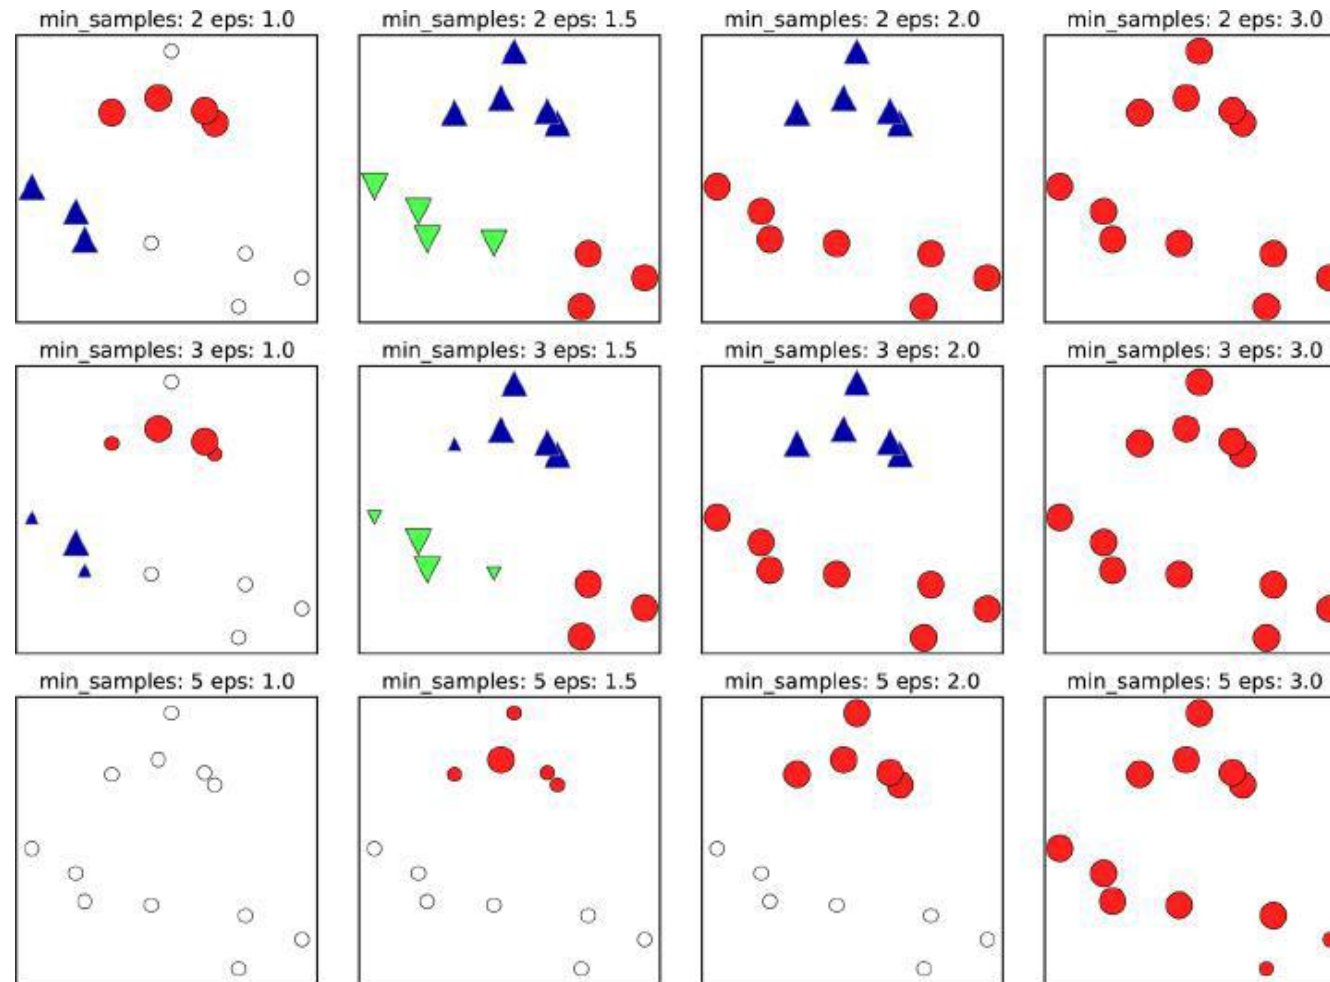 min_samples: 2 eps: 1.0
min_samples: 2 eps: 1.5
min_samples: 2 eps: 2.0
min_samples: 2 eps: 3.0
min_samples: 3 eps: 1.0
min_samples: 3 eps: 1.5
min_samples: 3 eps: 2.0
min_samples: 3 eps: 3.0
min_samples: 5 eps: 1.0
min_samples: 5 eps: 1.5
min_samples: 5 eps: 2.0
min_samples: 5 eps: 3.0